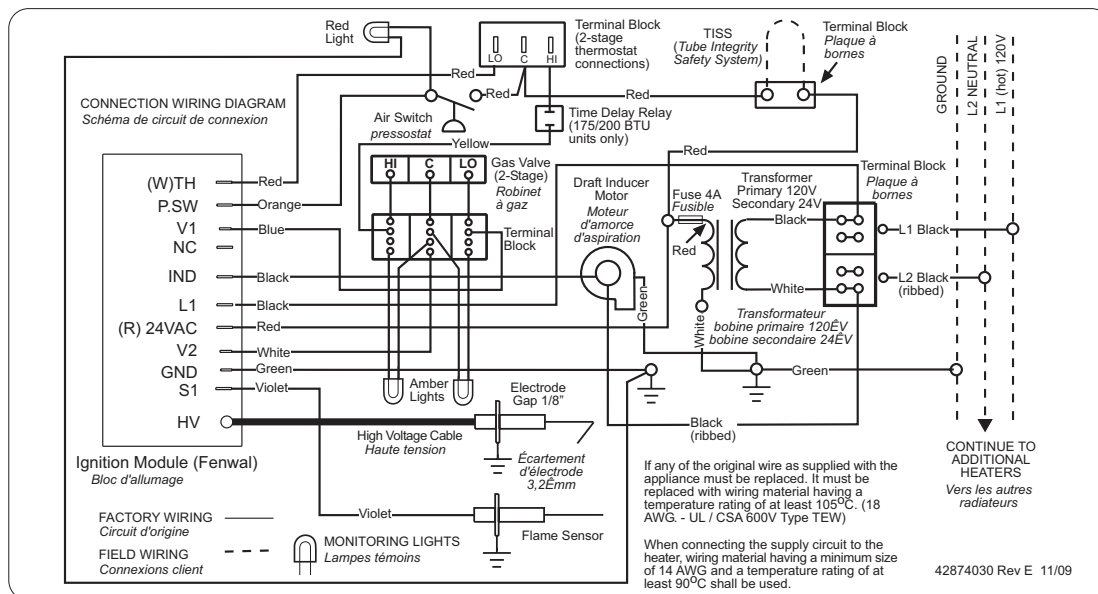 Red
Light
Terminal Block
(2-stage
thermostat
connections)
LO
C
HI
TISS
(Tube Integrity
Safety System)
Terminal Block
Plaque à
bornes
GROUND
L2 NEUTRAL
L1 (hot) 120V
Red
Red
Red
CONNECTION WIRING DIAGRAM
Schéma de circuit de connexion
Air Switch
pressostat
Time Delay Relay
(175/200 BTU
units only)
Yellow
Red
HI
C
LO
Gas Valve
(2-Stage)
Robinet
à gaz
Terminal
Block
Draft Inducer
Motor
Moteur
d'amorce
d'aspiration
Fuse 4A
Fusible
Red
Transformer
Primary 120V
Secondary 24V
Black
White
Terminal Block
Plaque à
bornes
L1 Black
L2 Black
(ribbed)
(W)TH
Red
P.SW
Orange
V1
Blue
NC
IND
Black
L1
Black
(R) 24VAC
Red
V2
White
GND
Green
S1
Violet
HV
Green
White
Transformateur
bobine primaire 120ÊV
bobine secondaire 24ÊV
Green
Amber
Lights
Electrode
Gap 1/8”
High Voltage Cable
Haute tension
Écartement
d'électrode
3,2Êmm
Black
(ribbed)
CONTINUE TO
ADDITIONAL
HEATERS
Vers les autres
radiateurs
Ignition Module (Fenwal)
Bloc d'allumage
Violet
Flame Sensor
FACTORY WIRING
Circuit d'origine
FIELD WIRING
Connexions client
MONITORING LIGHTS
Lampes témoins
If any of the original wire as supplied with the
appliance must be replaced. It must be
replaced with wiring material having a
temperature rating of at least 105ºC. (18
AWG. - UL / CSA 600V Type TEW)
When connecting the supply circuit to the
heater, wiring material having a minimum size
of 14 AWG and a temperature rating of at
least 90ºC shall be used.
42874030 Rev E 11/09